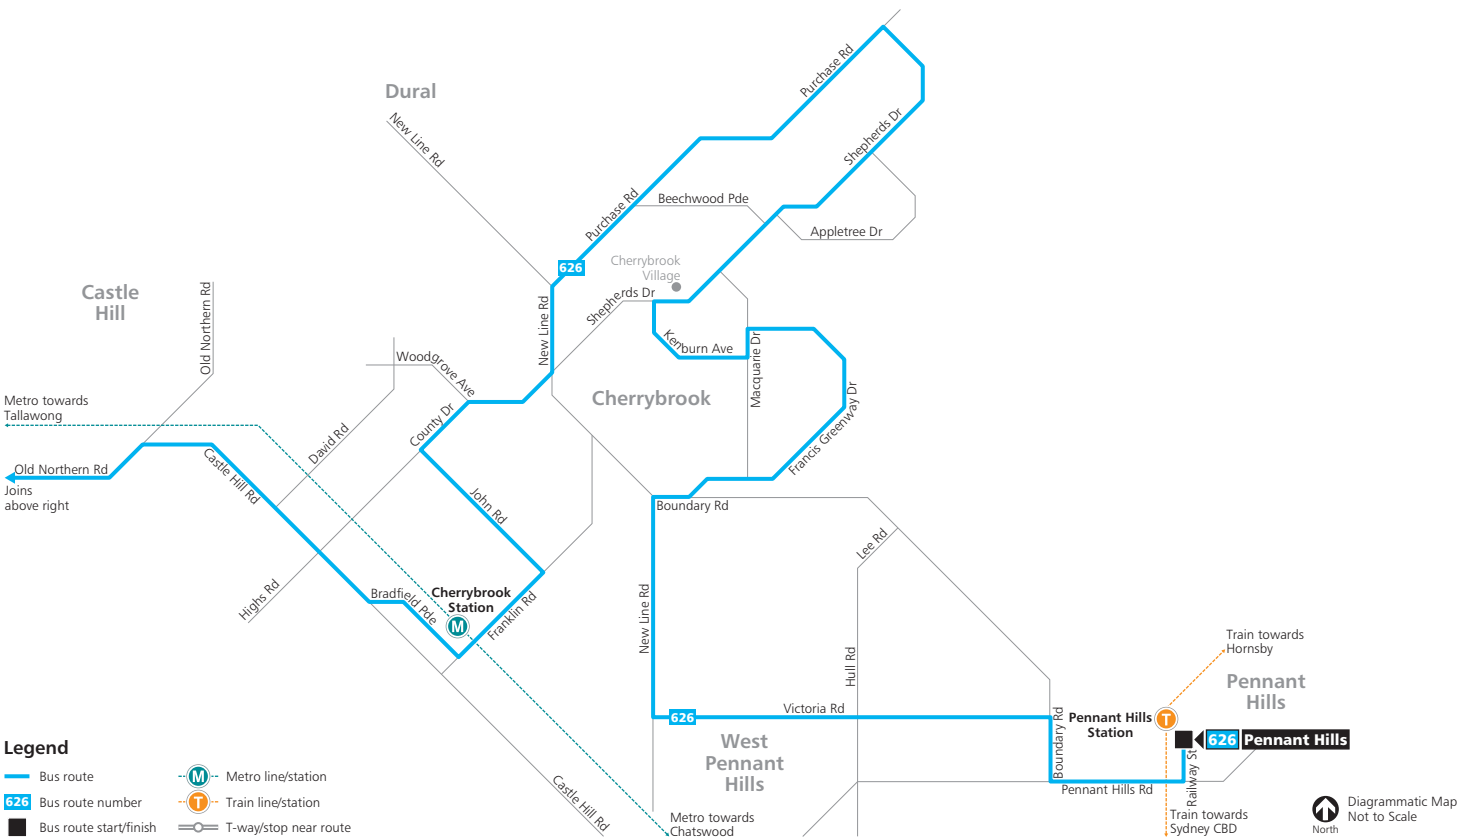 Purchase Rd
Dural
New Line Rd
Shepherds Dr
Purchase Rd
Beechwood Pde
Appletree Dr
626
Cherrybrook
Village
Castle
Hill
Old Northern Rd
Shepherds Dr
New Line Rd
Kenburn Ave
Macquarie Dr
Woodgrove Ave
Cherrybrook
Francis Greenway Dr
Metro towards
Tallawong
County Dr
David Rd
Old Northern Rd
Castle Hill Rd
Joins
above right
John Rd
Boundary Rd
Lee Rd
Highs Rd
Bradfield Pde
Cherrybrook
Station
M
Franklin Rd
New Line Rd
Hull Rd
Train towards
Hornsby
Pennant
Hills
626
Victoria Rd
Boundary Rd
Pennant Hills
Station
T
626 Pennant Hills
West
Pennant
Hills
Pennant Hills Rd
Railway St
Castle Hill Rd
Metro towards
Chatswood
Train towards
Sydney CBD
Legend
Bus route
M Metro line/station
626 Bus route number
T Train line/station
Bus route start/finish
T-way/stop near route
North
Diagrammatic Map
Not to Scale